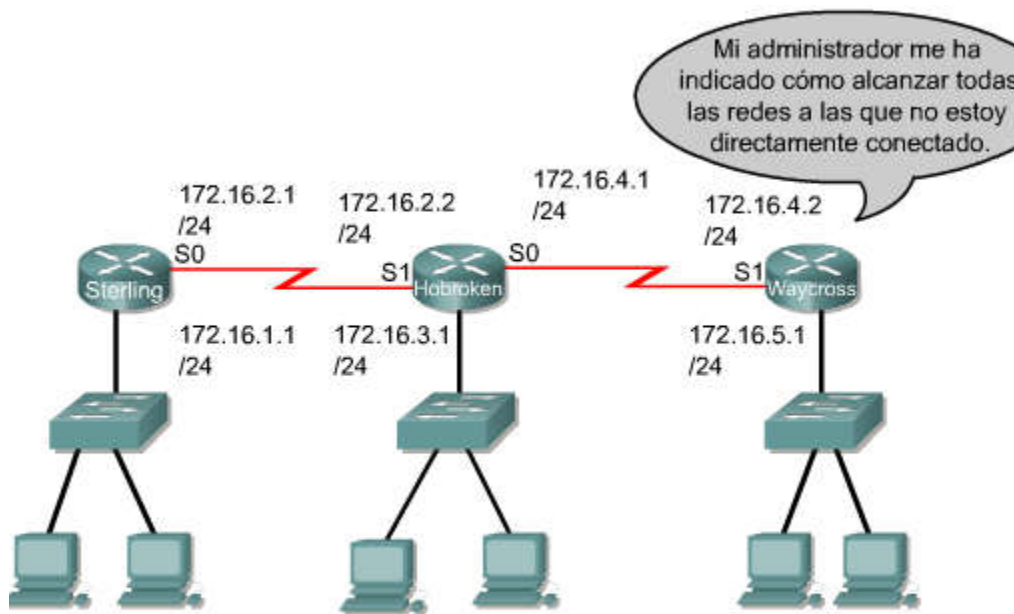 Mi administrador me ha
indicado cómo alcanzar todas
las redes a las que no estoy
directamente conectado.
172.16.2.1
/24
S0
172.16.2.2
/24
S1
172.16.4.1
/24
S0
172.16.4.2
/24
S1
Sterling
Hobroken
Waycross
172.16.1.1
/24
172.16.3.1
/24
172.16.5.1
/24